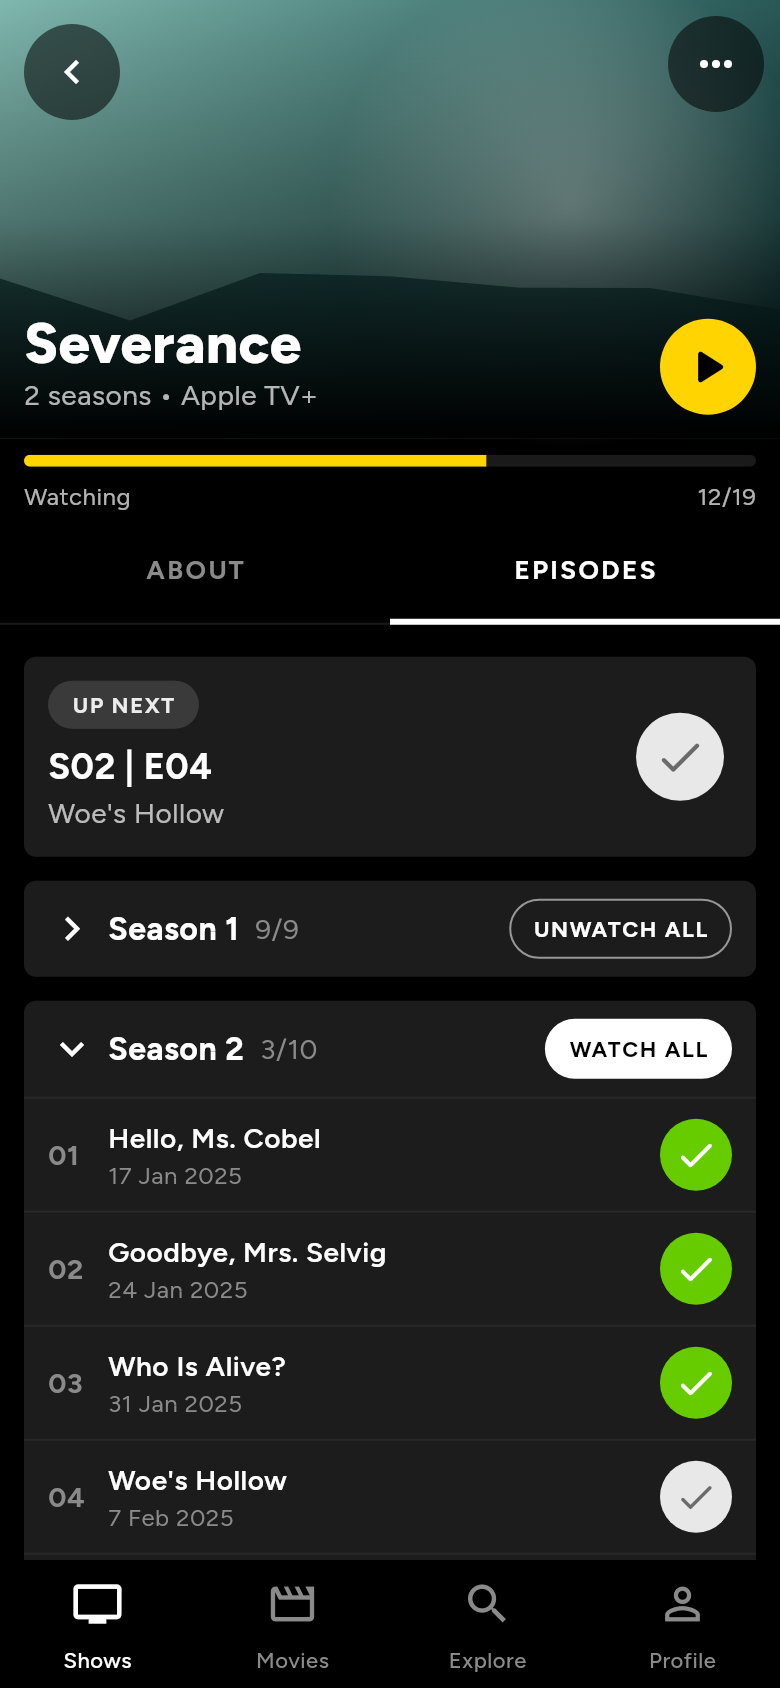 Severance
2 seasons • Apple TV+
Watching
12/19
ABOUT
EPISODES
UP NEXT
S02 | E04
Woe's Hollow
Season 1 9/9
UNWATCH ALL
Season 2 3/10
WATCH ALL
01
Hello, Ms. Cobel
17 Jan 2025
02
Goodbye, Mrs. Selvig
24 Jan 2025
03
Who Is Alive?
31 Jan 2025
04
Woe's Hollow
7 Feb 2025
Shows
Movies
Explore
Profile